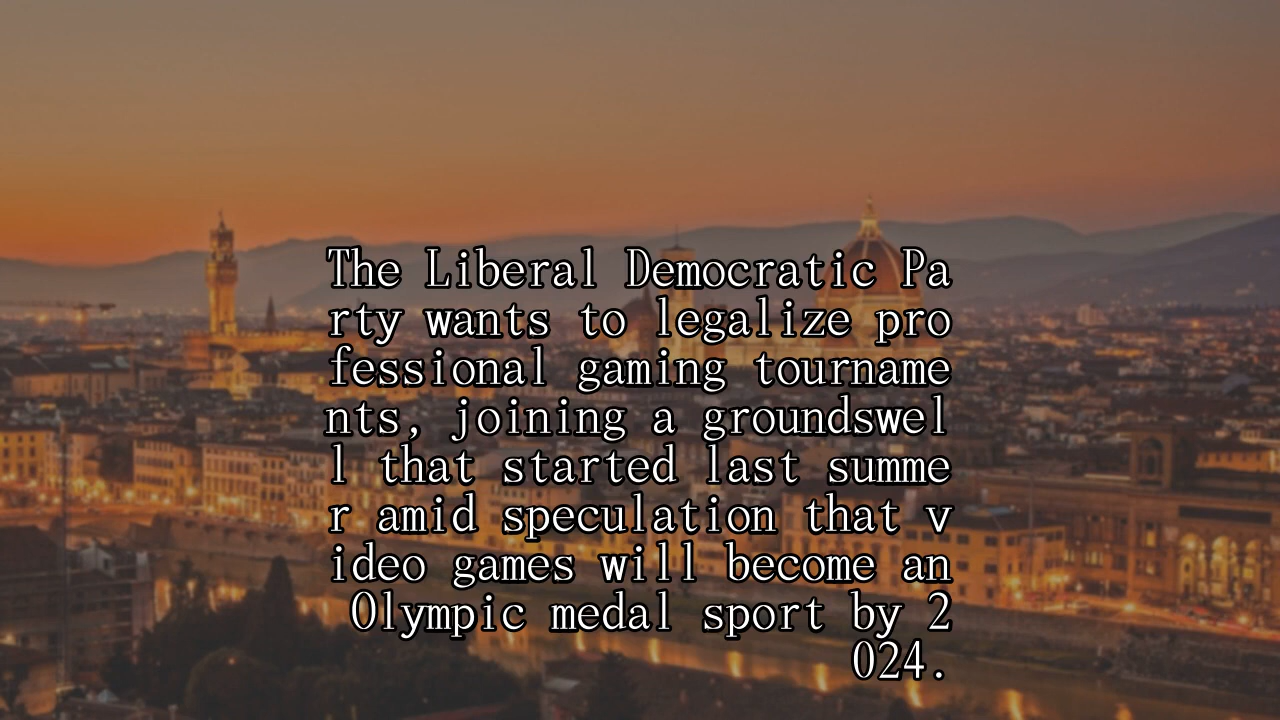 The Liberal Democratic Pa
rty wants to legalize pro
fessional gaming tourname
nts, joining a groundswel
l that started last summe
r amid speculation that v
ideo games will become an
Olympic medal sport by 2
024.